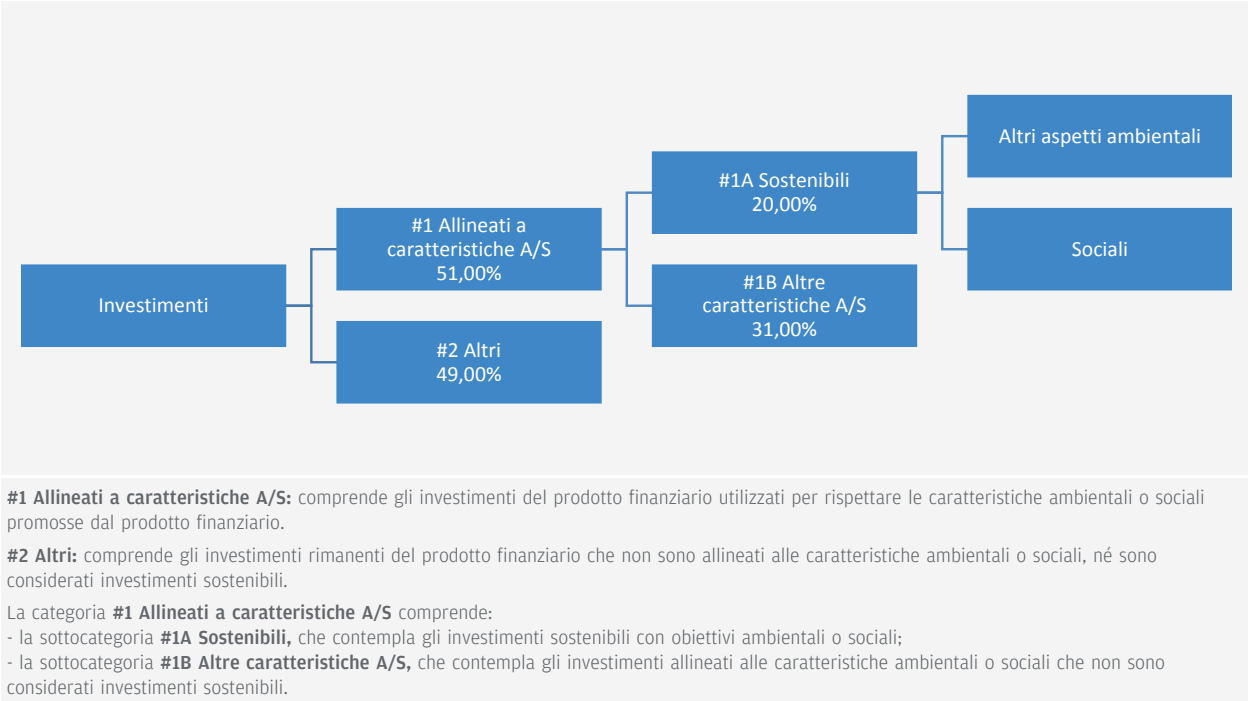 Investimenti
#1 Allineati a
caratteristiche A/S
51,00%
#2 Altri
49,00%
#1A Sostenibili
20,00%
#1B Altre
caratteristiche A/S
31,00%
Altri aspetti ambientali
Sociali
#1 Allineati a caratteristiche A/S: comprende gli investimenti del prodotto finanziario utilizzati per rispettare le caratteristiche ambientali o sociali
promosse dal prodotto finanziario.
#2 Altri: comprende gli investimenti rimanenti del prodotto finanziario che non sono allineati alle caratteristiche ambientali o sociali, né sono
considerati investimenti sostenibili.
La categoria #1 Allineati a caratteristiche A/S comprende:
- la sottocategoria #1A Sostenibili, che contempla gli investimenti sostenibili con obiettivi ambientali o sociali;
- la sottocategoria #1B Altre caratteristiche A/S, che contempla gli investimenti allineati alle caratteristiche ambientali o sociali che non sono
considerati investimenti sostenibili.